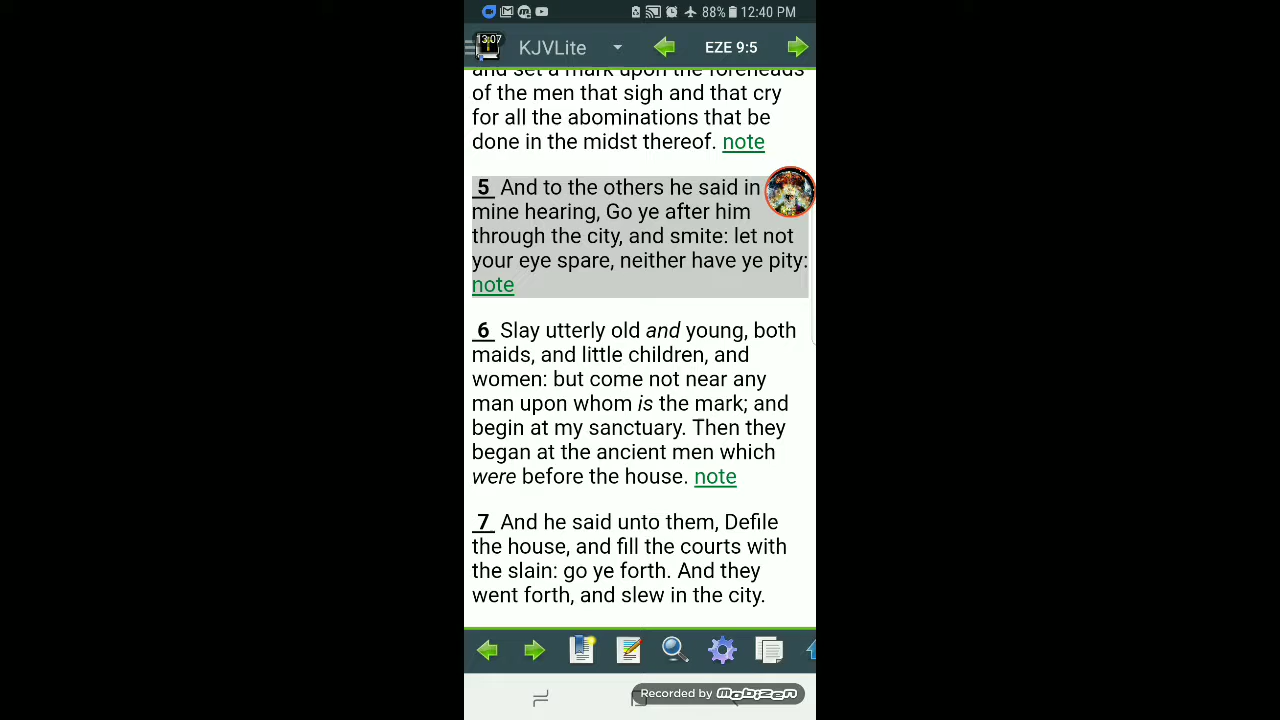 88% 12:40 PM
13:07 KJVLite EZE 9:5
and set a mark upon the foreheads
of the men that sigh and that cry
for all the abominations that be
done in the midst thereof. note
5 And to the others he said in
mine hearing, Go ye after him
through the city, and smite: let not
your eye spare, neither have ye pity:
note
6 Slay utterly old and young, both
maids, and little children, and
women: but come not near any
man upon whom is the mark; and
begin at my sanctuary. Then they
began at the ancient men which
were before the house. note
7 And he said unto them, Defile
the house, and fill the courts with
the slain: go ye forth. And they
went forth, and slew in the city.
Recorded by Mobizen